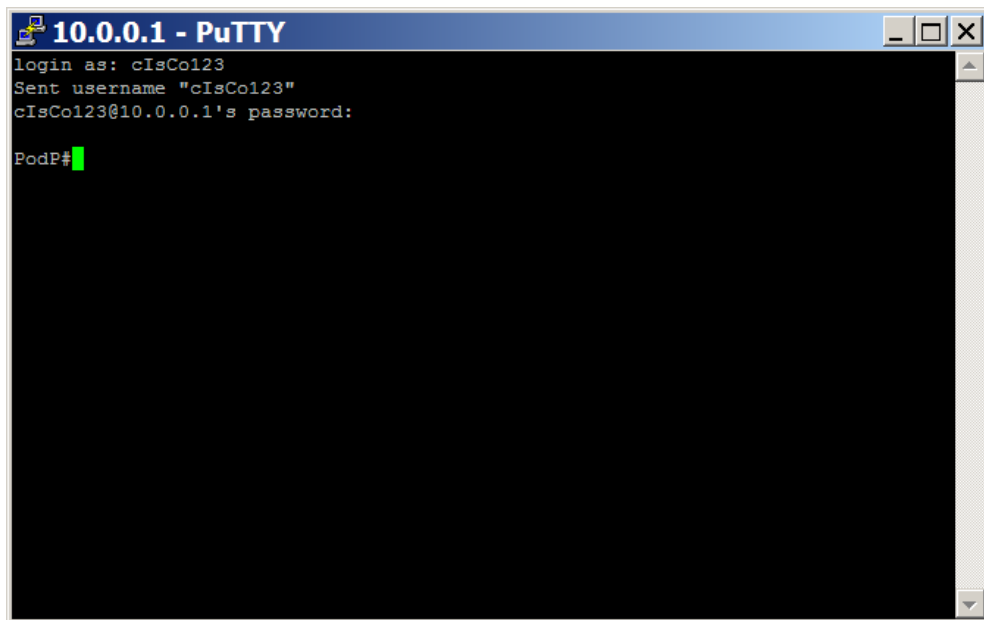 10.0.0.1 - PuTTY
login as: cIsCo123
Sent username "cIsCo123"
cIsCo123@10.0.0.1's password:
PodP#